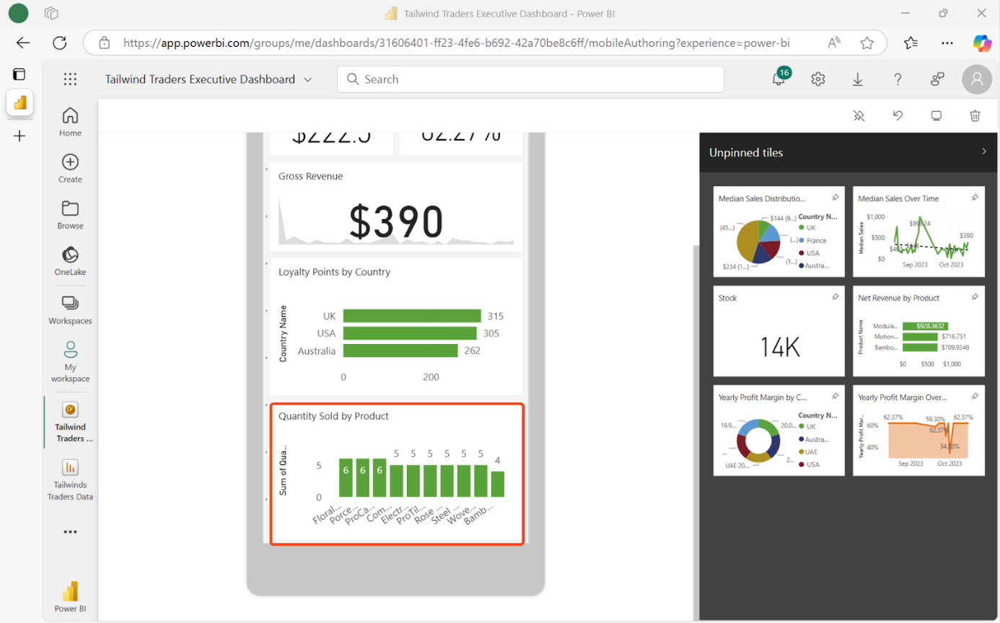 Tailwind Traders Executive Dashboard - Power BI
https://app.powerbi.com/groups/me/dashboards/31606401-ff23-4fe6-b692-42a70be8c6ff/mobileAuthoring?experience=power-bi
Tailwind Traders Executive Dashboard
Search
16
Home
Create
Browse
OneLake
Workspaces
My
workspace
Tailwind
Traders ...
Tailwinds
Traders Data
Power BI
$222.5
62.27%
Gross Revenue
$390
Loyalty Points by Country
Country Name
UK
315
USA
305
Australia
262
0
200
Quantity Sold by Product
Sum of Qua...
5
0
6
6
6
5
5
5
5
5
5
4
Floral...
Porce...
ProCa...
Com...
Electr...
ProTil...
Rose ...
Steel ...
Wove...
Bamb...
Unpinned tiles
Median Sales Distributio...
$144 (9...)
(45...)
(...)
(1...)
$234 (1...)
Country N...
UK
France
USA
Austra...
Median Sales Over Time
Median Sales
$1,000
$500
$0
$390
Sep 2023
Oct 2023
Stock
14K
Net Revenue by Product
Product Name
Modula...
$928.3632
Motion...
$716.751
Bambo...
$709.9248
$0
$500
$1,000
Yearly Profit Margin by C...
19.9...
20.0...
2...
UAE 20....
Country N...
UK
Austra...
UAE
USA
Yearly Profit Margin Over...
Yearly Profit Mar...
60%
40%
62.37%
59.30%
62.37%
62.37%
34.38%
Sep 2023
Oct 2023